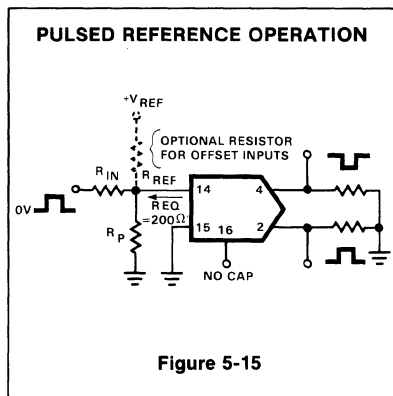 PULSED REFERENCE OPERATION
+VREF
OPTIONAL RESISTOR
FOR OFFSET INPUTS
RREF
RIN
0V
14
4
REQ
=200Ω
15 16
2
RP
NO CAP
Figure 5-15